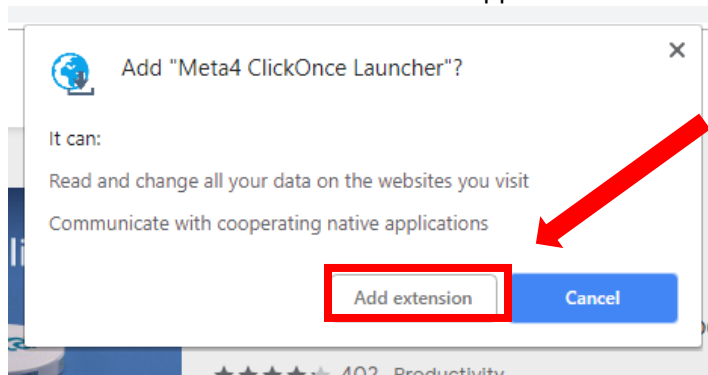 Add "Meta4 ClickOnce Launcher"?
It can:
Read and change all your data on the websites you visit
Communicate with cooperating native applications
Add extension
Cancel
402 Productivity